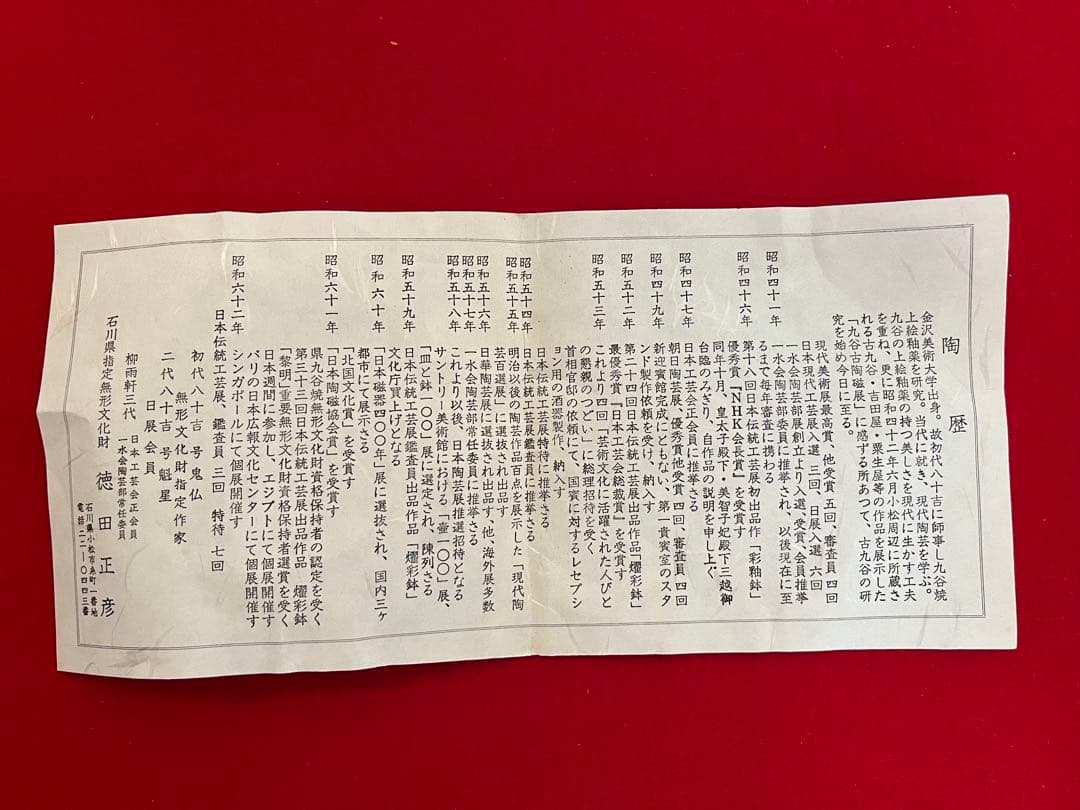 陶歴
金沢美術大学出身。故初代八十吉に師事し九谷焼
上絵釉薬を研究。当代に就き、現代陶芸を学ぶ。
九谷の上絵釉薬の持つ美しさを現代に生かす工夫
を重ね、更に昭和四十二年六月小松周辺に所蔵さ
れる古九谷・吉田屋・粟生屋等の作品を展示した
「九谷古陶磁展」に感ずる所あつて、古九谷の研
究を始め今日に至る。
現代美術展最高賞、他受賞 五回、審査員 四回
日本現代工芸展入選 三回、日展入選 六回
昭和四十一年 一水会陶芸部展創立より入選、受賞、会員推挙
一水会陶芸部委員に推挙され、以後現在に至
るまで毎年審査に携わる
昭和四十六年 第十八回日本伝統工芸展初出品作「彩釉鉢」
優秀賞『NHK会長賞』を受賞す
同年十月、皇太子殿下・美智子妃殿下三越御
台臨のみぎり、自作品の説明を申し上ぐ
日本工芸会正会員に推挙さる
昭和四十七年 朝日陶芸展、優秀賞他受賞 四回、審査員 四回
昭和四十九年 新迎賓館完成にともない、第一貴賓室のスタ
ンド製作依頼を受け、納入す
昭和五十二年 第二十四回日本伝統工芸展出品作品「燿彩鉢」
最優秀賞『日本工芸会総裁賞』を受賞す
昭和五十三年 これより四回「芸術文化に活躍された人びと
の懇親のつどい」に総理招待を受く
首相官邸の依頼にて、国賓に対するレセプシ
ョン用の酒器製作、納入す
昭和五十四年 日本伝統工芸展特待に推挙さる
日本伝統工芸展鑑査員に推挙さる
昭和五十五年 明治以後の陶芸作品百点を展示した「現代陶
芸百選展」に選抜され出品す
昭和五十六年 日華陶芸展に選抜され出品す、他、海外展多数
昭和五十七年 一水会陶芸部常任委員に推挙さる
昭和五十八年 これより以後、日本陶芸展推選招待となる
サントリー美術館における「壷一〇〇」展、
「皿と鉢一〇〇」展に選定され、陳列さる
昭和五十九年 日本伝統工芸展鑑査員出品作品「燿彩鉢」
文化庁買上げとなる
昭和六十年 「日本磁器四〇〇年」展に選抜され、国内三ヶ
都市にて展示さる
「北国文化賞」を受賞す
昭和六十一年 「日本陶磁協会賞」を受賞す
県九谷焼無形文化財資格保持者の認定を受く
第三十三回日本伝統工芸展出品作品 燿彩鉢
「黎明」重要無形文化財資格保持者選賞を受く
日本週間に参加し、エジプトにて個展開催す
パリの日本広報文化センターにて個展開催す
昭和六十二年 シンガポールにて個展開催す
日本伝統工芸展、鑑査員 三回 特待 七回
初代八十吉 号鬼仏
無形文化財指定作家
二代八十吉 号魁星
日展会員
柳雨軒三代 日本工芸会正会員
一水会陶芸部常任委員
石川県指定無形文化財 徳田正彦
石川県小松市糸町一番地
電話二二-〇四四三番